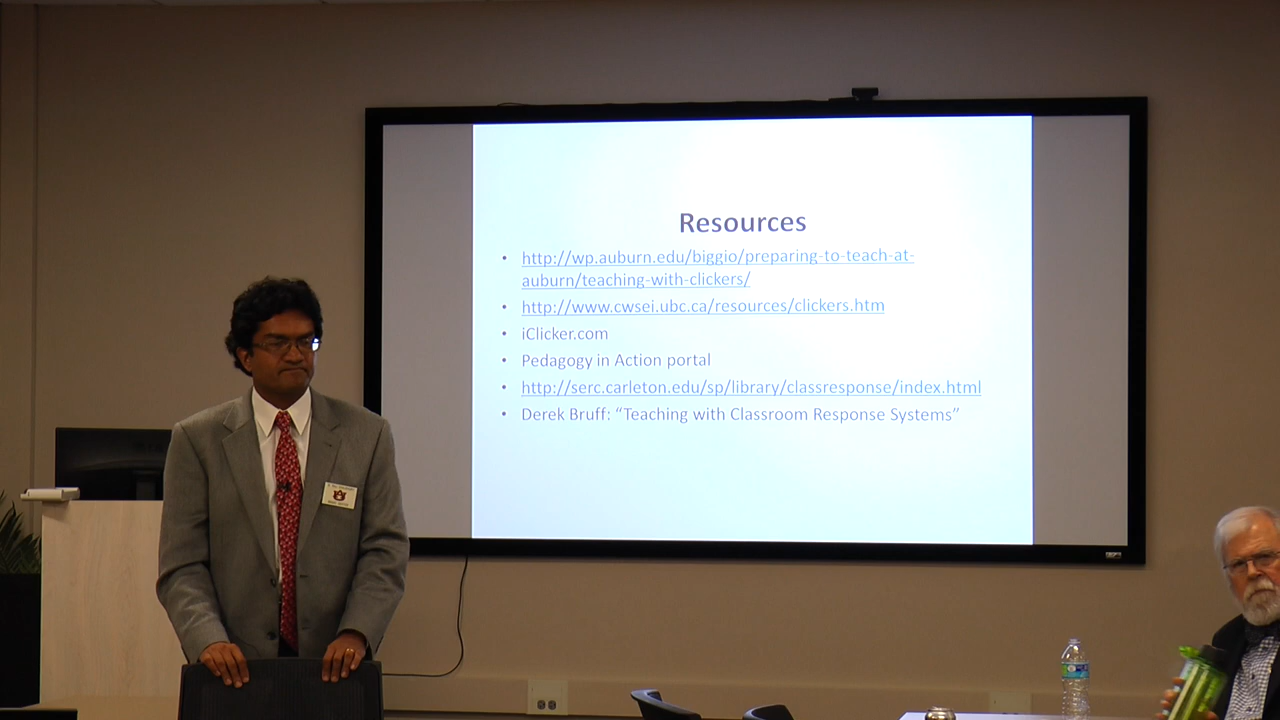 Resources
• http://wp.auburn.edu/biggio/preparing-to-teach-at-
auburn/teaching-with-clickers/
• http://www.cwsei.ubc.ca/resources/clickers.htm
• iClicker.com
• Pedagogy in Action portal
• http://serc.carleton.edu/sp/library/classresponse/index.html
• Derek Bruff: “Teaching with Classroom Response Systems”